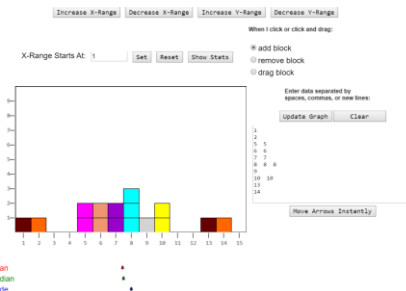 Increase X-Range Decrease X-Range Increase Y-Range Decrease Y-Range
When I click or click and drag:
X-Range Starts At: 1 Set Reset Show Stats
add block
remove block
drag block
Enter data separated by
spaces, commas, or new lines:
Update Graph Clear
1
2
5 5
6 6
7 7
8 8 8
9
10 10
13
14
Move Arrows Instantly
9
8
7
6
5
4
3
2
1
1 2 3 4 5 6 7 8 9 10 11 12 13 14 15
an
dian
de